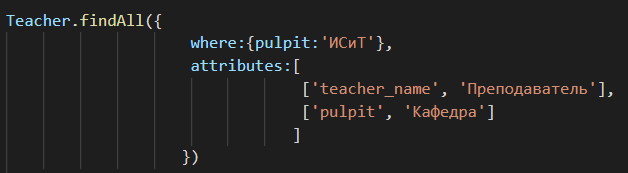 Teacher.findAll({
where:{pulpit:'ИСиТ'},
attributes:[
['teacher_name', 'Преподаватель'],
['pulpit', 'Кафедра']
]
})